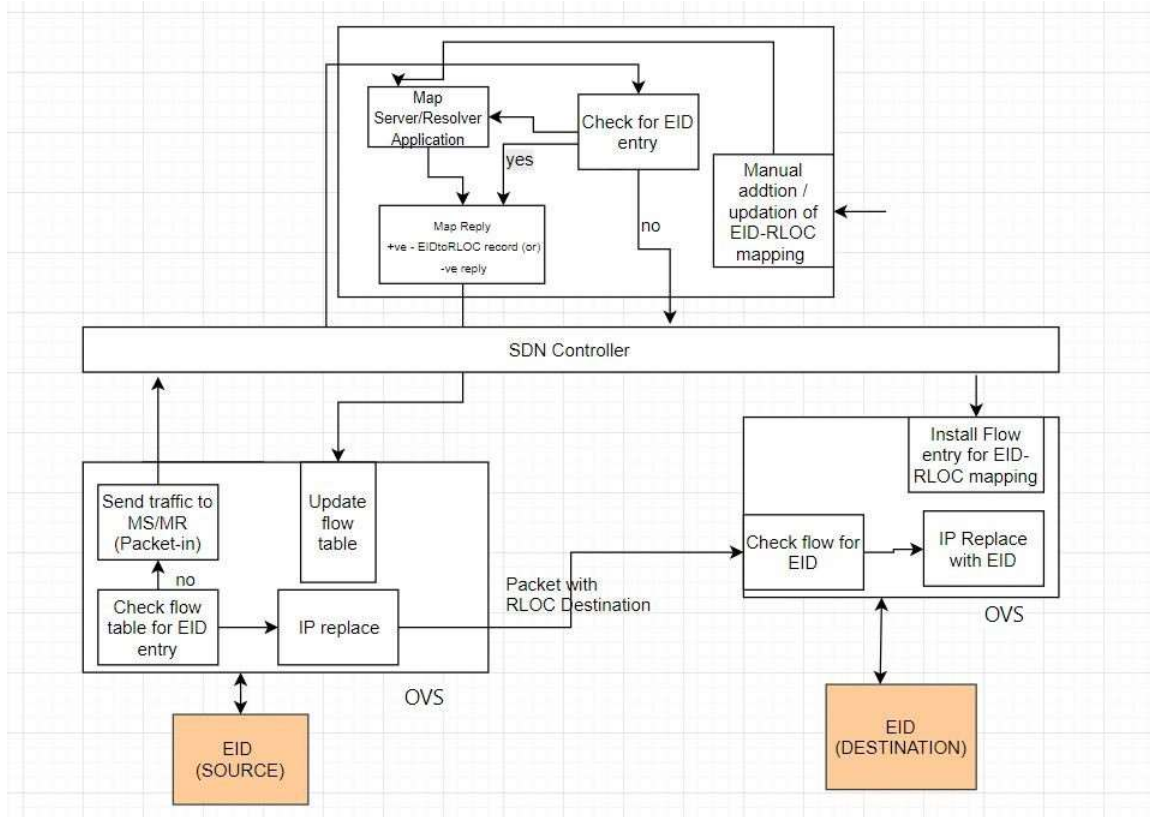 Map
Server/Resolver
Application
Check for EID
entry
yes
no
Manual
addtion /
updation of
EID-RLOC
mapping
Map Reply
+ve - EIDtoRLOC record (or)
-ve reply
SDN Controller
Send traffic to
MS/MR
(Packet-in)
no
Check flow
table for EID
entry
Update
flow
table
IP replace
OVS
EID
(SOURCE)
Packet with
RLOC Destination
Install Flow
entry for EID-
RLOC mapping
Check flow for
EID
IP Replace
with EID
OVS
EID
(DESTINATION)